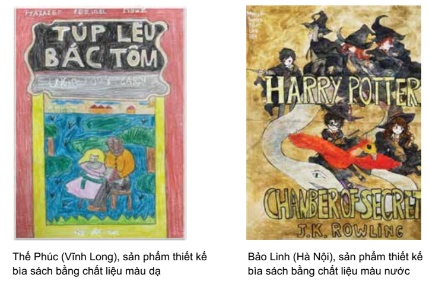 TÚP LỀU
BÁC TÔM
HARRY POTTER
CHANBER OF SECRET
J.K. ROWLING
Thế Phúc (Vĩnh Long), sản phẩm thiết kế
bìa sách bằng chất liệu màu dạ
Bảo Linh (Hà Nội), sản phẩm thiết kế
bìa sách bằng chất liệu màu nước